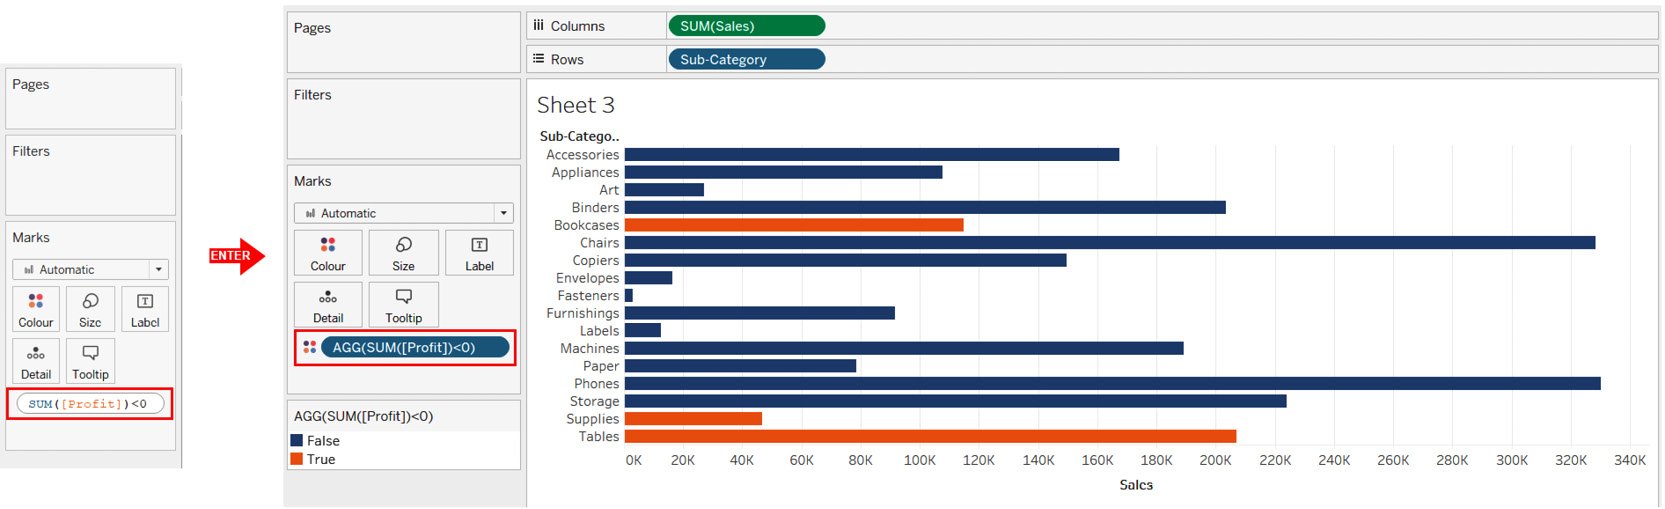 Pages
Filters
Marks
Automatic
Colour Size Label
Detail Tooltip
SUM([Profit])<0
ENTER
Pages
Filters
Marks
Automatic
Colour Size Label
Detail Tooltip
AGG(SUM([Profit])<0)
AGG(SUM([Profit])<0)
False
True
Columns SUM(Sales)
Rows Sub-Category
Sheet 3
Sub-Catego..
Accessories
Appliances
Art
Binders
Bookcases
Chairs
Copiers
Envelopes
Fasteners
Furnishings
Labels
Machines
Paper
Phones
Storage
Supplies
Tables
0K 20K 40K 60K 80K 100K 120K 140K 160K 180K 200K 220K 240K 260K 280K 300K 320K 340K
Sales